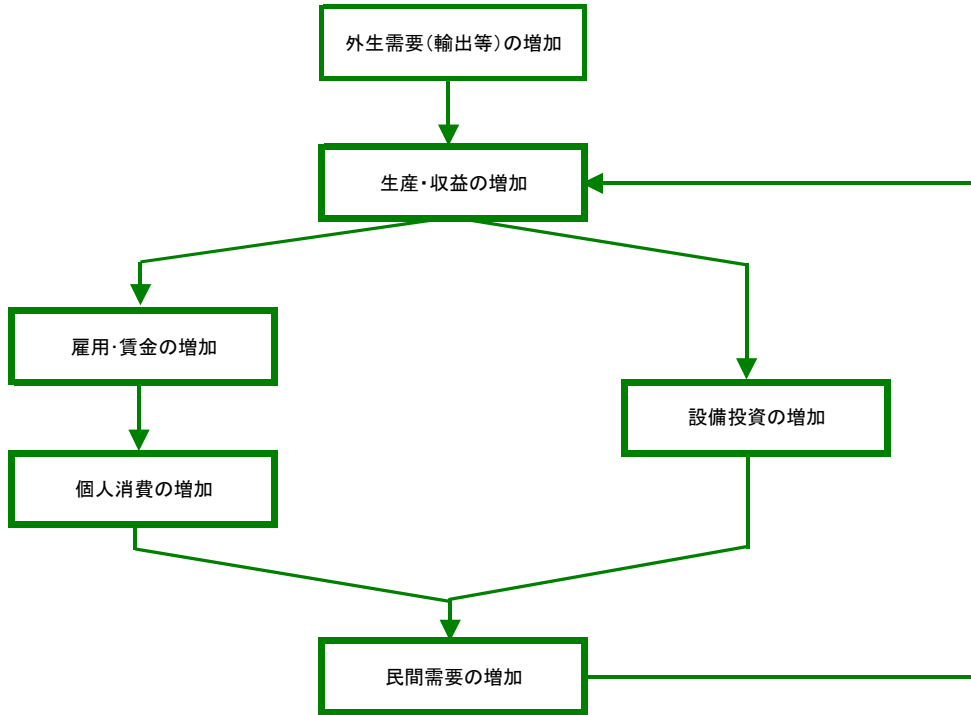 外生需要(輸出等)の増加
生産・収益の増加
雇用・賃金の増加
設備投資の増加
個人消費の増加
民間需要の増加